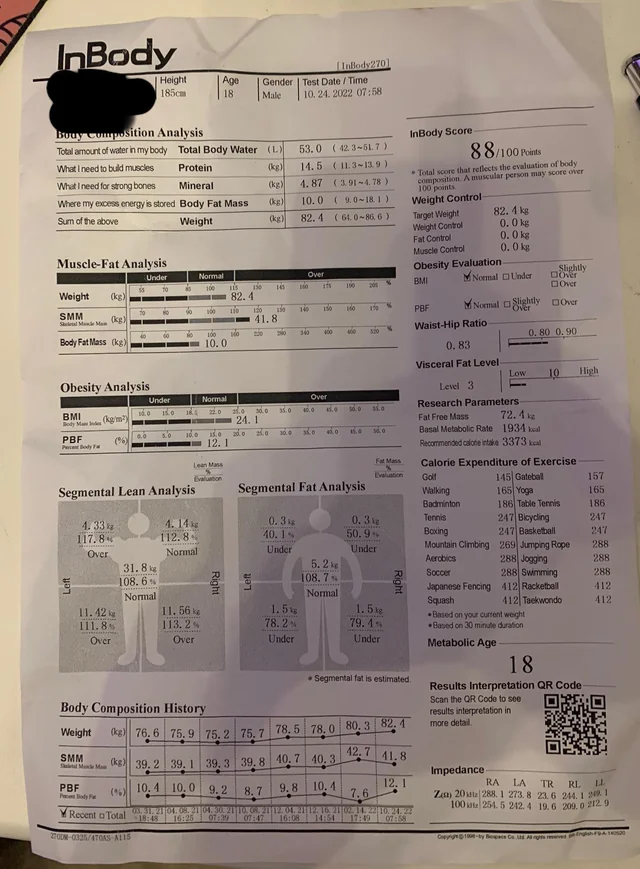 InBody
[InBody270]
Height 185cm
Age 18
Gender Male
Test Date / Time 10. 24. 2022 07:58
Body Composition Analysis
Total amount of water in my body Total Body Water (L) 53.0 ( 42.3~51.7 )
What I need to build muscles Protein (kg) 14.5 ( 11.3~13.9 )
What I need for strong bones Mineral (kg) 4.87 ( 3.91~4.78 )
Where my excess energy is stored Body Fat Mass (kg) 10.0 ( 9.0~18.1 )
Sum of the above Weight (kg) 82.4 ( 64.0~86.6 )
Muscle-Fat Analysis
Under Normal Over
Weight (kg) 55 70 85 100 115 130 145 160 175 190 205 %
82.4
SMM Skeletal Muscle Mass (kg) 70 80 90 100 110 120 130 140 150 160 170 %
41.8
Body Fat Mass (kg) 40 60 80 100 160 220 280 340 400 460 520 %
10.0
Obesity Analysis
Under Normal Over
BMI Body Mass Index (kg/m²) 10.0 15.0 18.5 22.0 25.0 30.0 35.0 40.0 45.0 50.0 55.0
24.1
PBF Percent Body Fat (%) 0.0 5.0 10.0 15.0 20.0 25.0 30.0 35.0 40.0 45.0 50.0
12.1
Lean Mass
%
Evaluation
Segmental Lean Analysis
4.33 kg 4.14 kg
117.8 % 112.8 %
Over Normal
31.8 kg
108.6 %
Normal
Left Right
11.42 kg 11.56 kg
111.8 % 113.2 %
Over Over
Fat Mass
%
Evaluation
Segmental Fat Analysis
0.3 kg 0.3 kg
40.1 % 50.9 %
Under Under
5.2 kg
108.7 %
Normal
Left Right
1.5 kg 1.5 kg
78.2 % 79.4 %
Under Under
* Segmental fat is estimated.
Body Composition History
Weight (kg) 76.6 75.9 75.2 75.7 78.5 78.0 80.3 82.4
SMM Skeletal Muscle Mass (kg) 39.2 39.1 39.3 39.8 40.7 40.3 42.7 41.8
PBF Percent Body Fat (%) 10.4 10.0 9.2 8.7 9.8 10.4 7.6 12.1
Recent Total 03.31.21 04.08.21 04.30.21 12.04.21 12.16.21 02.14.22 10.24.22
18:48 16:25 07:39 07:47 16:08 14:54 17:49 07:58
InBody Score
88/100 Points
* Total score that reflects the evaluation of body
composition. A muscular person may score over
100 points.
Weight Control
Target Weight 82.4 kg
Weight Control 0.0 kg
Fat Control 0.0 kg
Muscle Control 0.0 kg
Obesity Evaluation
BMI Normal Under Slightly Over
Over
PBF Normal Slightly Over Over
Waist-Hip Ratio
0.80 0.90
0.83
Visceral Fat Level
Low 10 High
Level 3
Research Parameters
Fat Free Mass 72.4 kg
Basal Metabolic Rate 1934 kcal
Recommended calorie intake 3373 kcal
Calorie Expenditure of Exercise
Golf 145 Gateball 157
Walking 165 Yoga 165
Badminton 186 Table Tennis 186
Tennis 247 Bicycling 247
Boxing 247 Basketball 247
Mountain Climbing 269 Jumping Rope 288
Aerobics 288 Jogging 288
Soccer 288 Swimming 288
Japanese Fencing 412 Racketball 412
Squash 412 Taekwondo 412
* Based on your current weight
* Based on 30 minute duration
Metabolic Age
18
Results Interpretation QR Code
Scan the QR Code to see
results interpretation in
more detail.
Impedance
RA LA TR RL LL
Z(Ω) 20 kHz 288.1 273.8 23.6 244.1 249.1
100 kHz 254.5 242.4 19.6 209.0 212.9
Copyright ©1996~by Biospace Co., Ltd. All rights reserved.